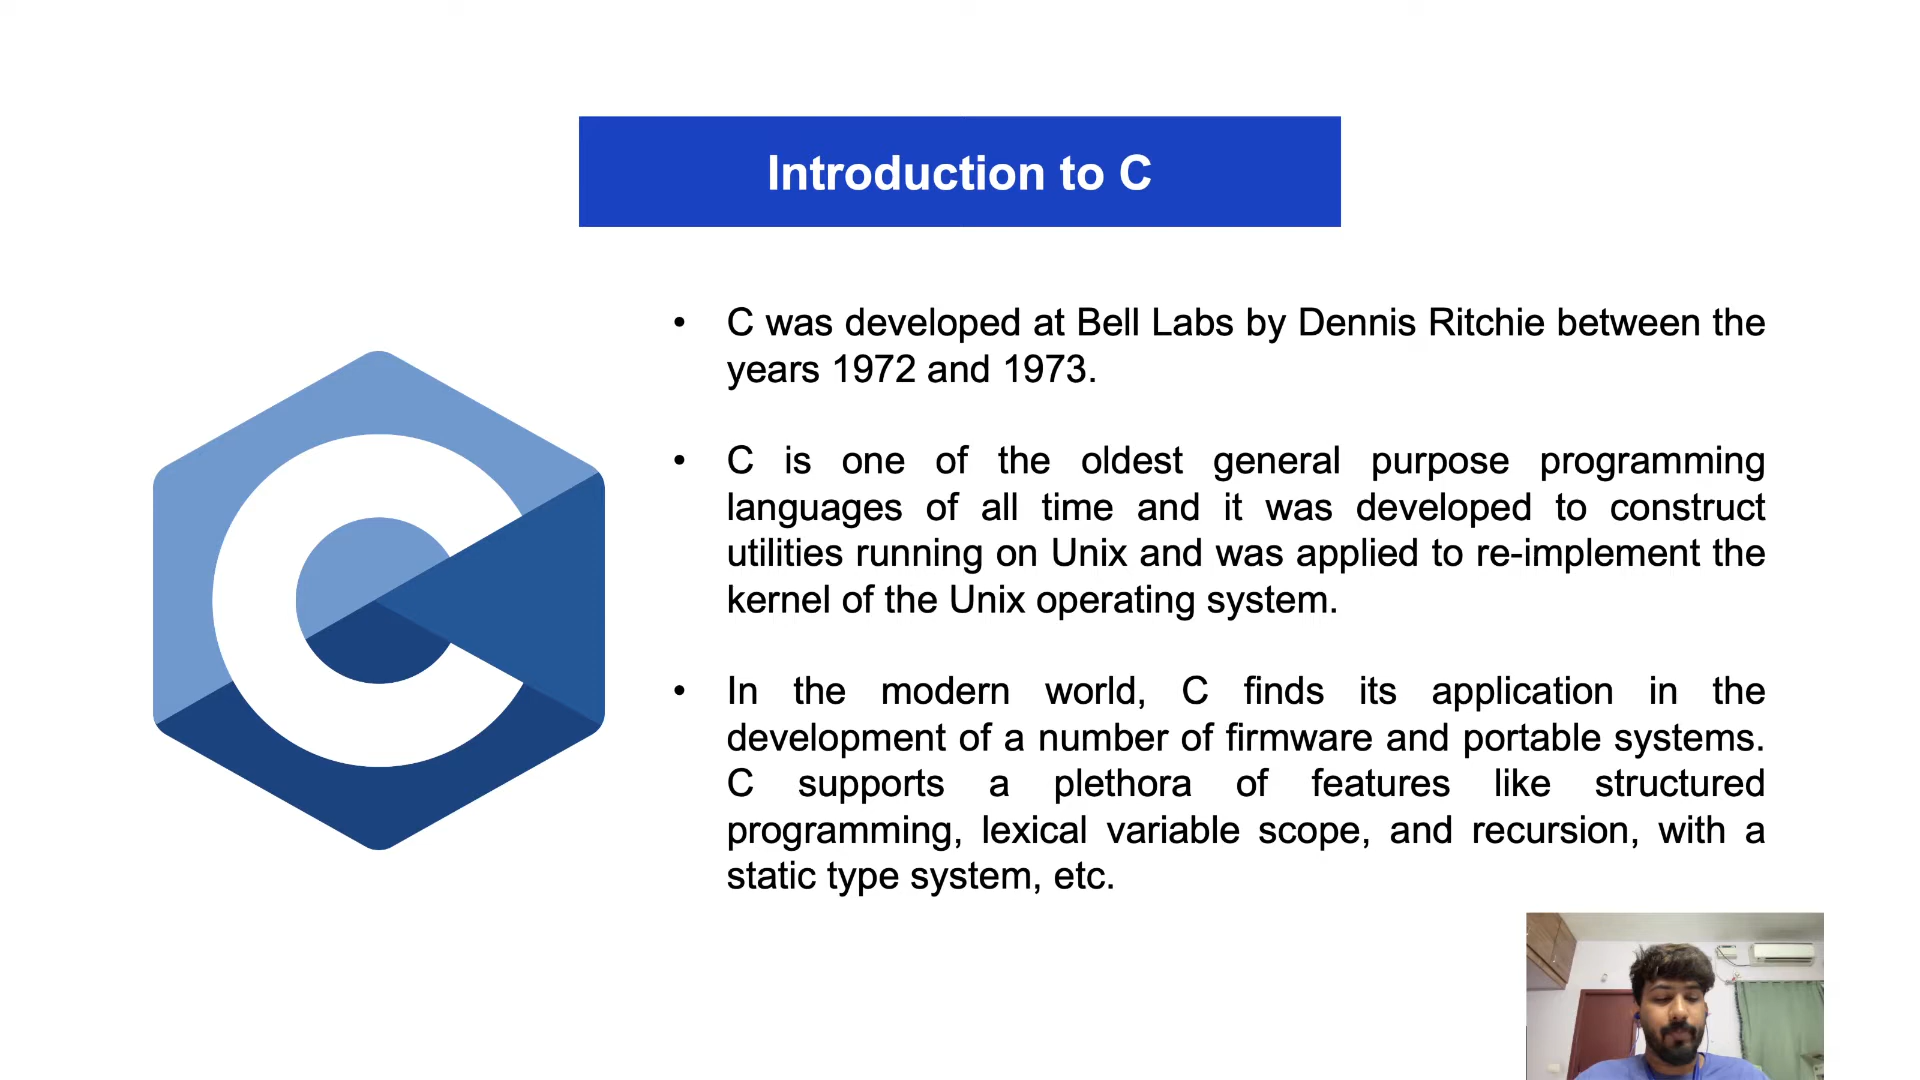 Introduction to C
• C was developed at Bell Labs by Dennis Ritchie between the
years 1972 and 1973.
• C is one of the oldest general purpose programming
languages of all time and it was developed to construct
utilities running on Unix and was applied to re-implement the
kernel of the Unix operating system.
• In the modern world, C finds its application in the
development of a number of firmware and portable systems.
C supports a plethora of features like structured
programming, lexical variable scope, and recursion, with a
static type system, etc.